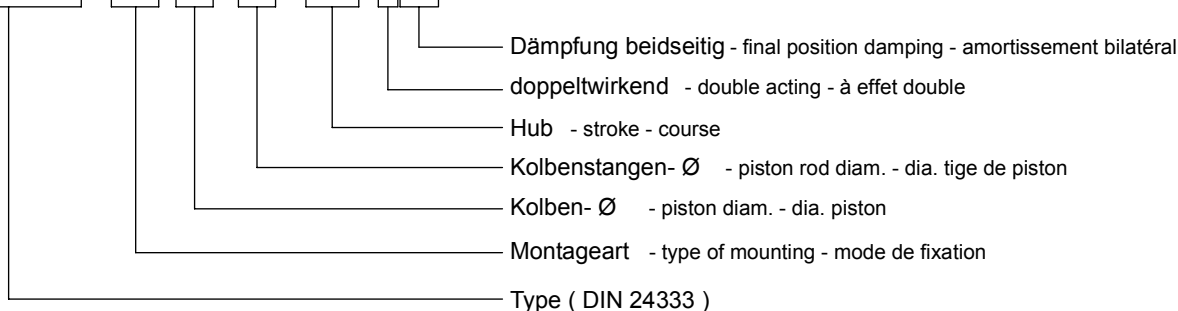 Dämpfung beidseitig - final position damping - amortissement bilatéral
doppeltwirkend - double acting - à effet double
Hub - stroke - course
Kolbenstangen- Ø - piston rod diam. - dia. tige de piston
Kolben- Ø - piston diam. - dia. piston
Montageart - type of mounting - mode de fixation
Type ( DIN 24333 )